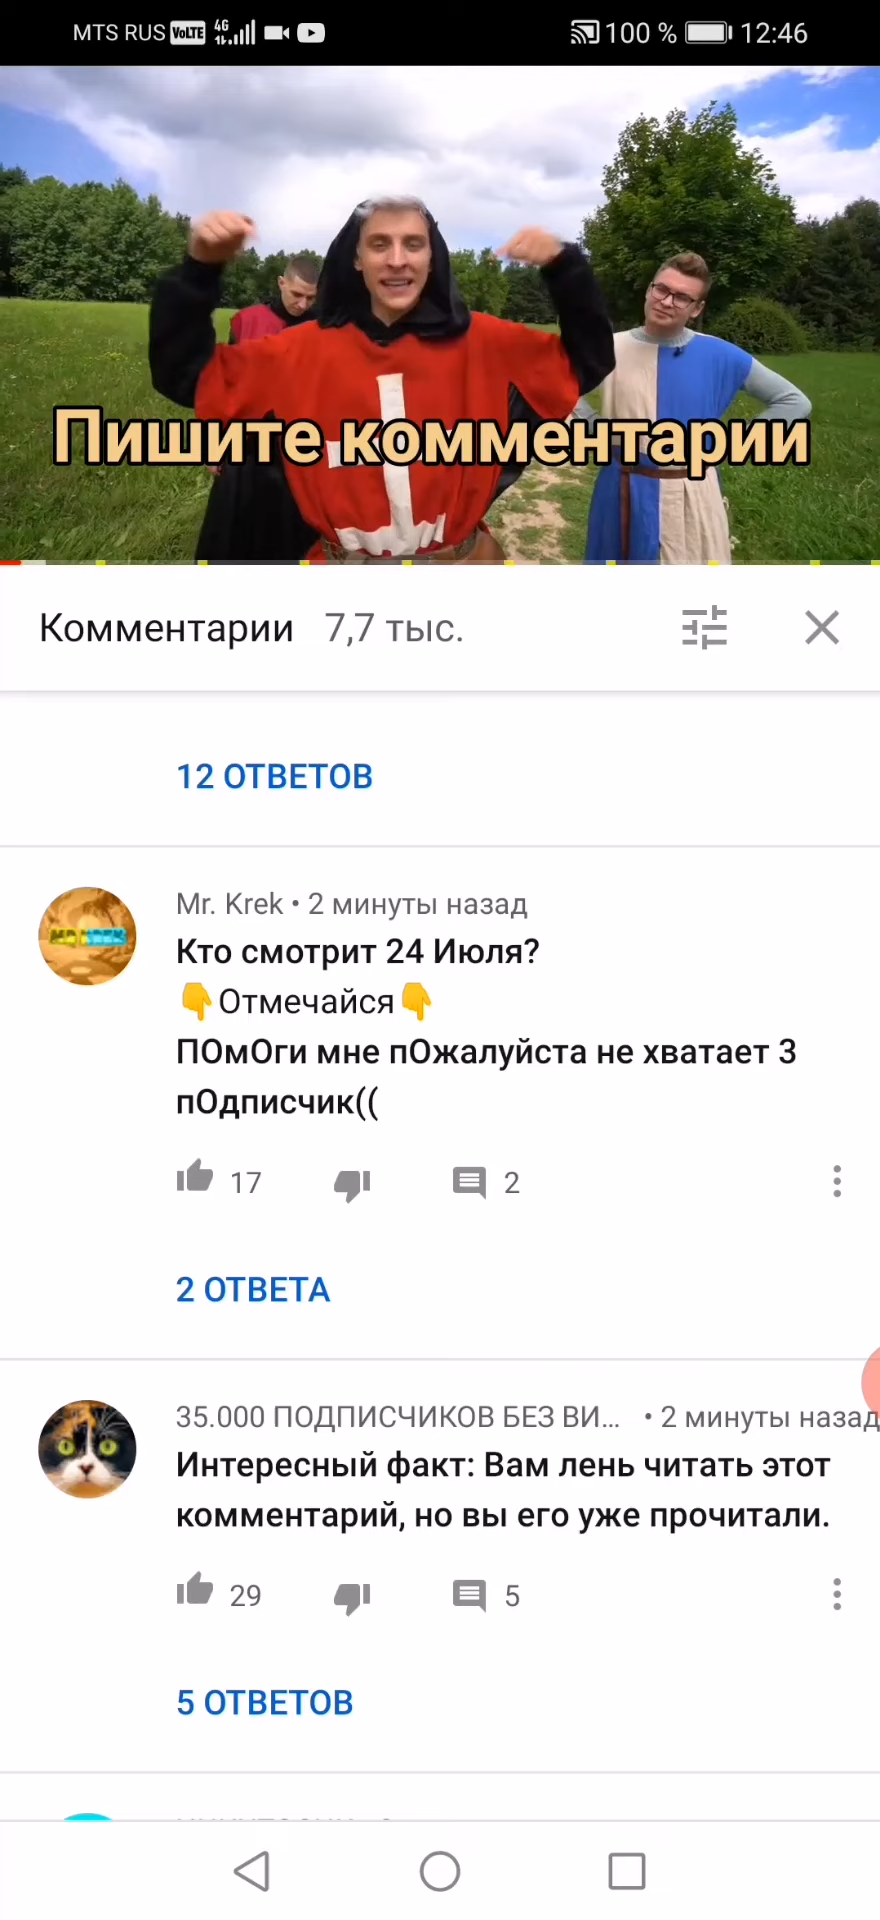 MTS RUS VoLTE 4G 100 % 12:46
Пишите комментарии
Комментарии 7,7 тыс.
12 ОТВЕТОВ
Mr. Krek • 2 минуты назад
Кто смотрит 24 Июля?
👇Отмечайся👇
ПОмОги мне пОжалуйста не хватает 3
пОдписчик((
17 2
2 ОТВЕТА
35.000 ПОДПИСЧИКОВ БЕЗ ВИ... • 2 минуты назад
Интересный факт: Вам лень читать этот
комментарий, но вы его уже прочитали.
29 5
5 ОТВЕТОВ